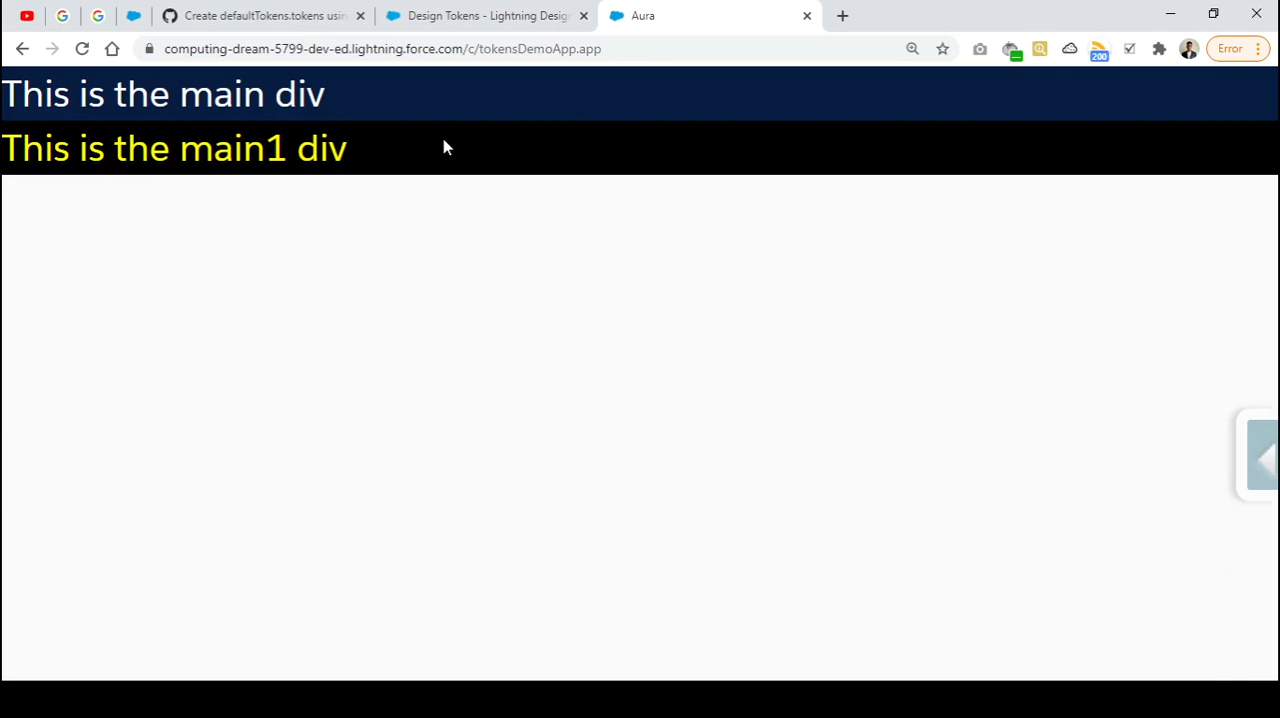 Create defaultTokens.tokens usin
Design Tokens - Lightning Desig
Aura
computing-dream-5799-dev-ed.lightning.force.com/c/tokensDemoApp.app
200
Error
This is the main div
This is the main1 div